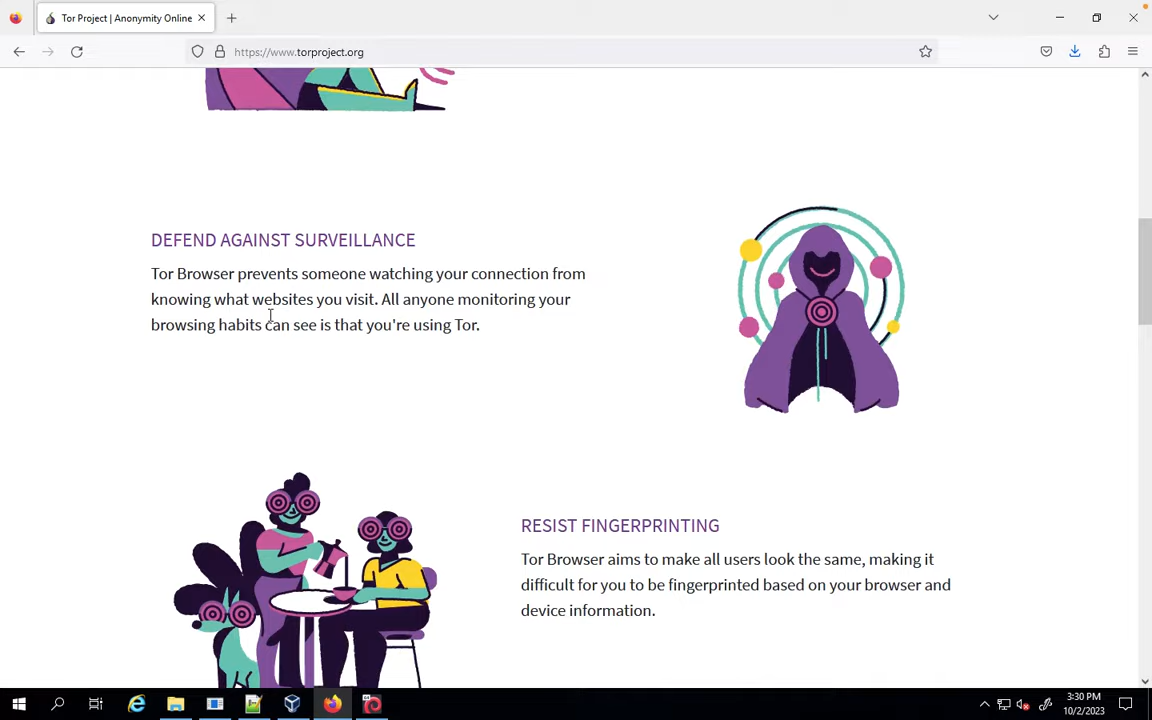 Tor Project | Anonymity Online
https://www.torproject.org
DEFEND AGAINST SURVEILLANCE
Tor Browser prevents someone watching your connection from
knowing what websites you visit. All anyone monitoring your
browsing habits can see is that you're using Tor.
RESIST FINGERPRINTING
Tor Browser aims to make all users look the same, making it
difficult for you to be fingerprinted based on your browser and
device information.
3:30 PM
10/2/2023